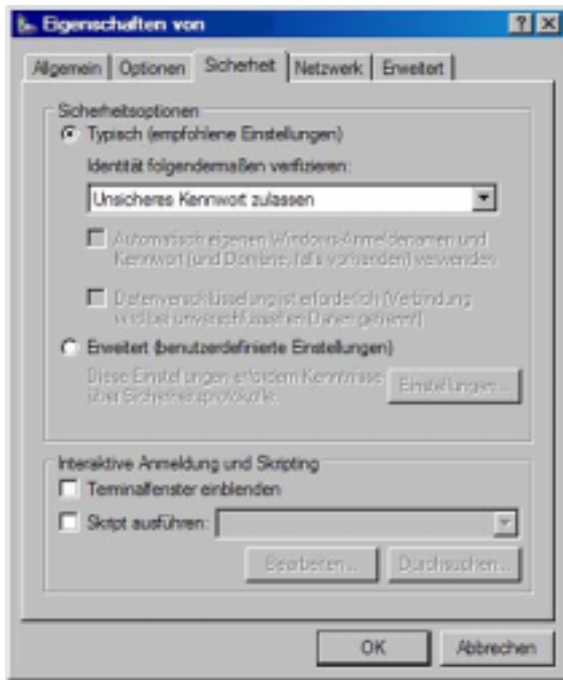 Eigenschaften von
Allgemein Optionen Sicherheit Netzwerk Erweitert
Sicherheitsoptionen
Typisch (empfohlene Einstellungen)
Identität folgendermaßen verifizieren:
Unsicheres Kennwort zulassen
Automatisch eigenen Windows-Anmeldenamen und
Kennwort (und Domäne, falls vorhanden) verwenden
Datenverschlüsselung ist erforderlich (Verbindung
wird bei unverschlüsselten Daten getrennt)
Erweitert (benutzerdefinierte Einstellungen)
Diese Einstellungen erfordern Kenntnisse
über Sicherheitsprotokolle.
Einstellungen...
Interaktive Anmeldung und Skripting
Terminalfenster einblenden
Skript ausführen:
Bearbeiten... Durchsuchen...
OK Abbrechen